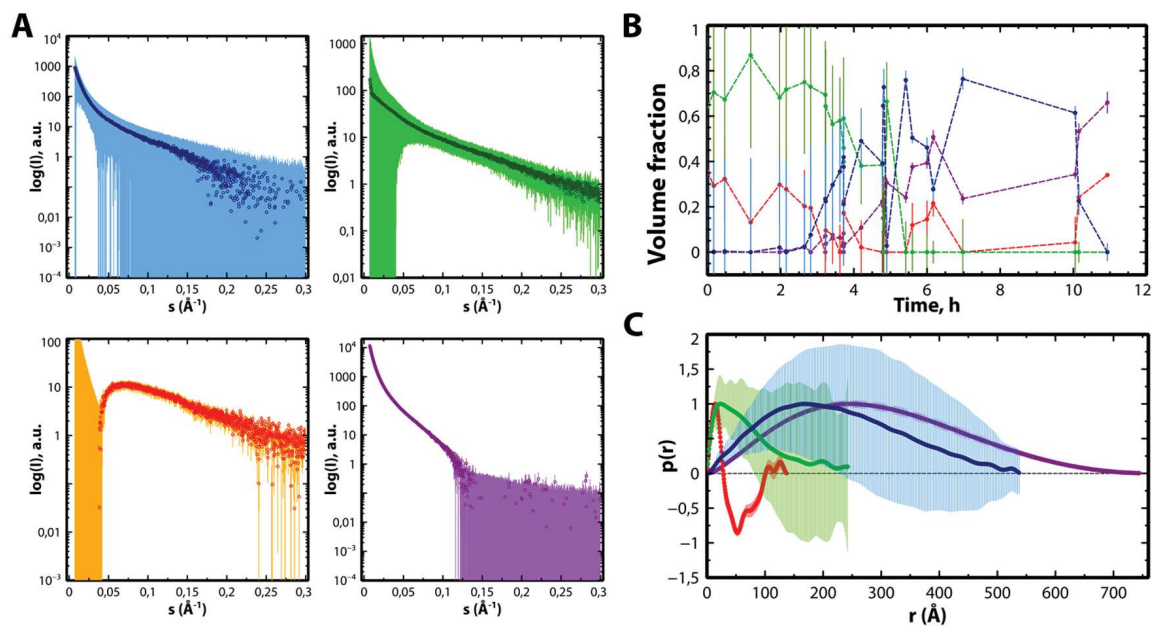 A
log(I), a.u.
10⁴
1000
100
10
1
0,1
0,01
10⁻³
10⁻⁴
0 0,05 0,1 0,15 0,2 0,25 0,3
s (Å⁻¹)
log(I), a.u.
1000
100
10
1
0,1
0,01
0 0,05 0,1 0,15 0,2 0,25 0,3
s (Å⁻¹)
log(I), a.u.
100
10
1
0,1
0,01
10⁻³
0 0,05 0,1 0,15 0,2 0,25 0,3
s (Å⁻¹)
log(I), a.u.
10⁴
1000
100
10
1
0,1
0,01
10⁻³
10⁻⁴
0 0,05 0,1 0,15 0,2 0,25 0,3
s (Å⁻¹)
B
Volume fraction
1
0,8
0,6
0,4
0,2
0
0 2 4 6 8 10 12
Time, h
C
p(r)
2
1,5
1
0,5
0
−0,5
−1
−1,5
0 100 200 300 400 500 600 700
r (Å)